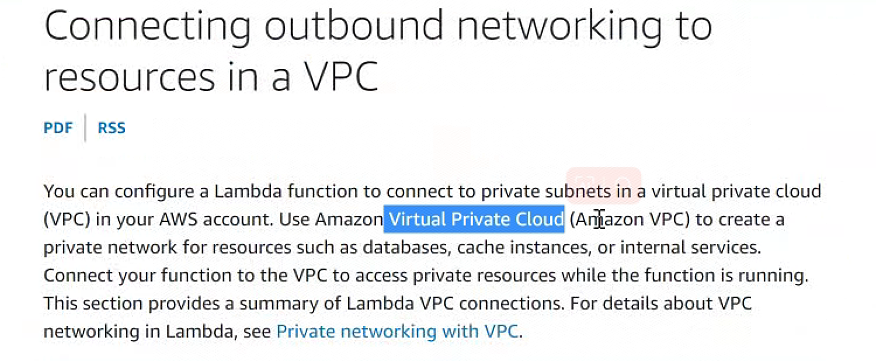 Connecting outbound networking to
resources in a VPC
PDF | RSS
You can configure a Lambda function to connect to private subnets in a virtual private cloud
(VPC) in your AWS account. Use Amazon Virtual Private Cloud (Amazon VPC) to create a
private network for resources such as databases, cache instances, or internal services.
Connect your function to the VPC to access private resources while the function is running.
This section provides a summary of Lambda VPC connections. For details about VPC
networking in Lambda, see Private networking with VPC.